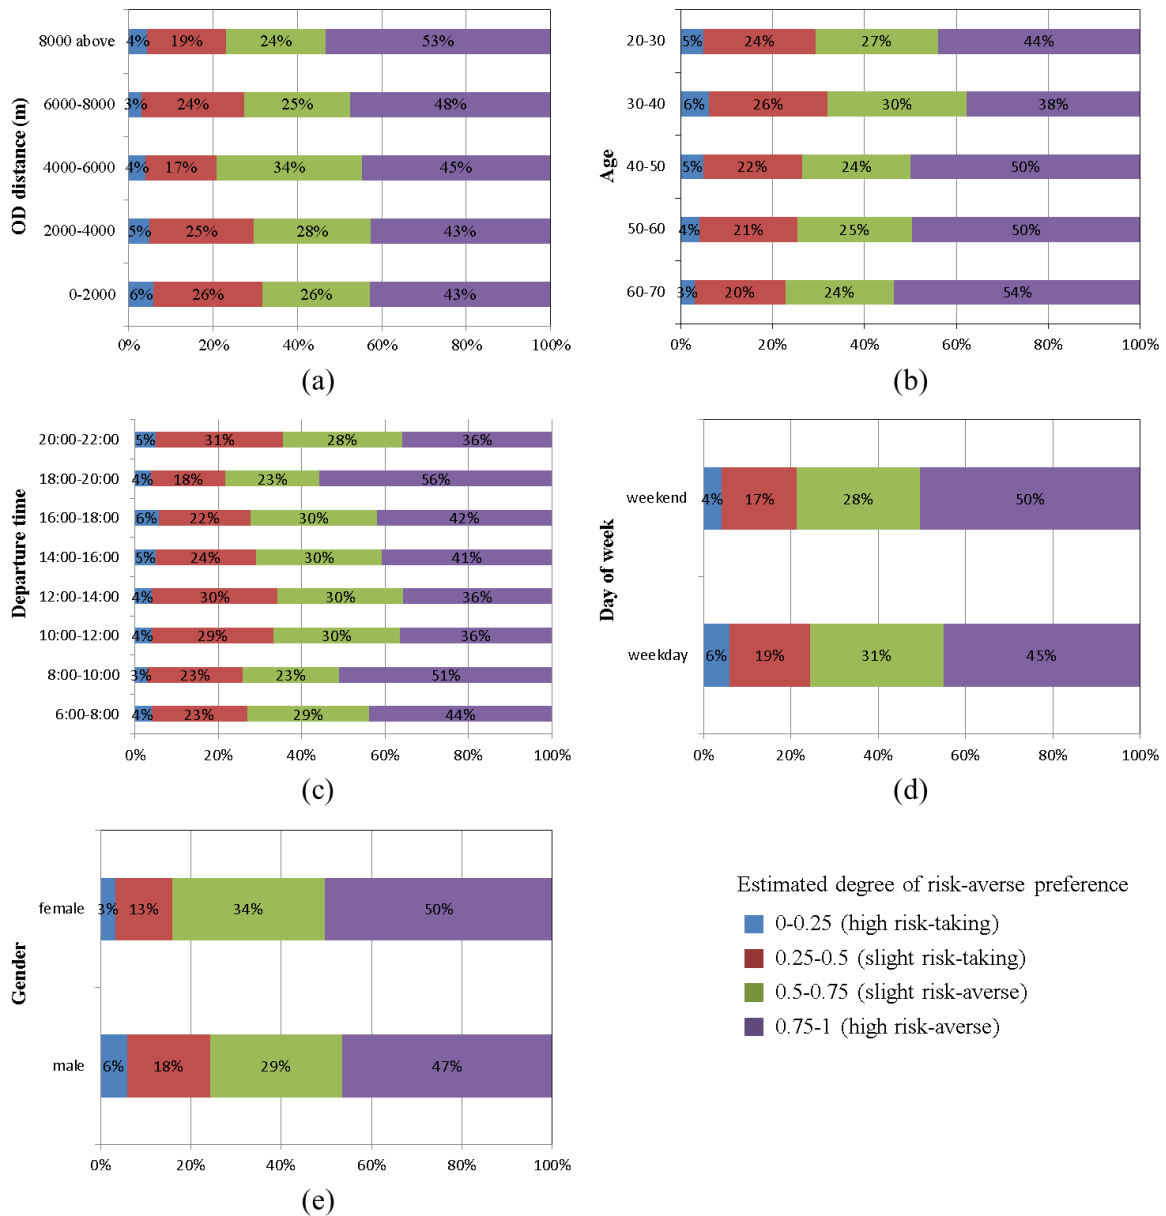 8000 above 4% 19% 24% 53%
6000-8000 3% 24% 25% 48%
4000-6000 4% 17% 34% 45%
2000-4000 5% 25% 28% 43%
0-2000 6% 26% 26% 43%
0% 20% 40% 60% 80% 100%
OD distance (m)
(a)
20-30 5% 24% 27% 44%
30-40 6% 26% 30% 38%
40-50 5% 22% 24% 50%
50-60 4% 21% 25% 50%
60-70 3% 20% 24% 54%
0% 20% 40% 60% 80% 100%
Age
(b)
20:00-22:00 5% 31% 28% 36%
18:00-20:00 4% 18% 23% 56%
16:00-18:00 6% 22% 30% 42%
14:00-16:00 5% 24% 30% 41%
12:00-14:00 4% 30% 30% 36%
10:00-12:00 4% 29% 30% 36%
8:00-10:00 3% 23% 23% 51%
6:00-8:00 4% 23% 29% 44%
0% 20% 40% 60% 80% 100%
Departure time
(c)
weekend 4% 17% 28% 50%
weekday 6% 19% 31% 45%
0% 20% 40% 60% 80% 100%
Day of week
(d)
female 3% 13% 34% 50%
male 6% 18% 29% 47%
0% 20% 40% 60% 80% 100%
Gender
(e)
Estimated degree of risk-averse preference
0-0.25 (high risk-taking)
0.25-0.5 (slight risk-taking)
0.5-0.75 (slight risk-averse)
0.75-1 (high risk-averse)